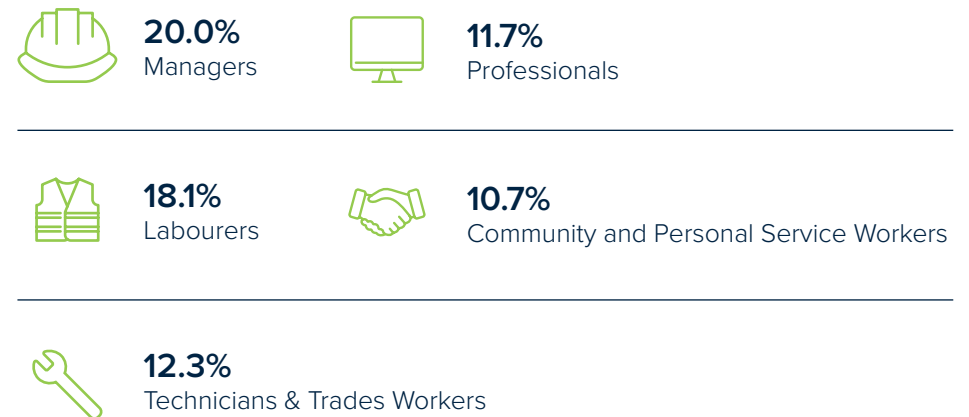 20.0%
Managers
11.7%
Professionals
18.1%
Labourers
10.7%
Community and Personal Service Workers
12.3%
Technicians & Trades Workers